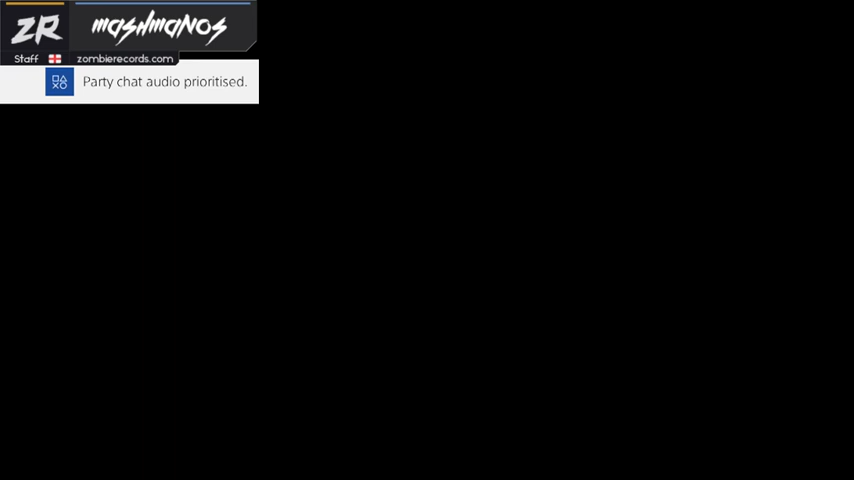 ZR mashmanos
Staff zombierecords.com
Party chat audio prioritised.